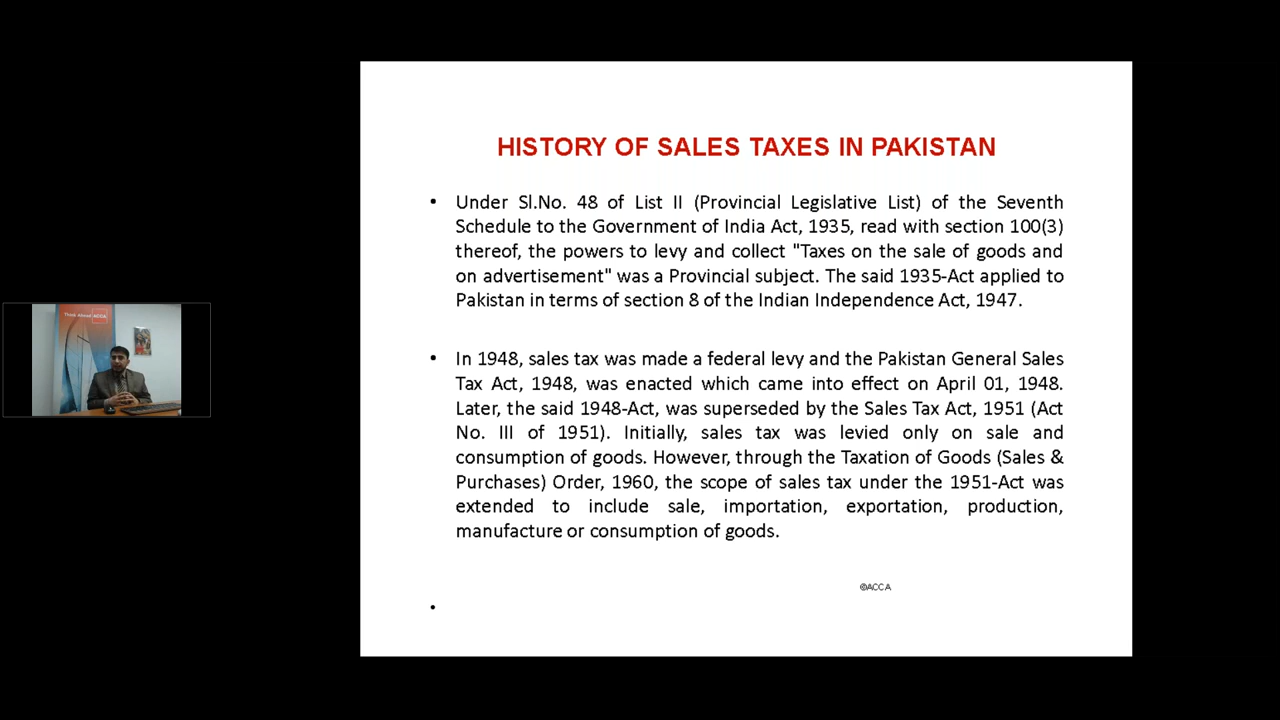 HISTORY OF SALES TAXES IN PAKISTAN
• Under Sl.No. 48 of List II (Provincial Legislative List) of the Seventh
Schedule to the Government of India Act, 1935, read with section 100(3)
thereof, the powers to levy and collect "Taxes on the sale of goods and
on advertisement" was a Provincial subject. The said 1935-Act applied to
Pakistan in terms of section 8 of the Indian Independence Act, 1947.
• In 1948, sales tax was made a federal levy and the Pakistan General Sales
Tax Act, 1948, was enacted which came into effect on April 01, 1948.
Later, the said 1948-Act, was superseded by the Sales Tax Act, 1951 (Act
No. III of 1951). Initially, sales tax was levied only on sale and
consumption of goods. However, through the Taxation of Goods (Sales &
Purchases) Order, 1960, the scope of sales tax under the 1951-Act was
extended to include sale, importation, exportation, production,
manufacture or consumption of goods.
©ACCA
•
Think Ahead ACCA